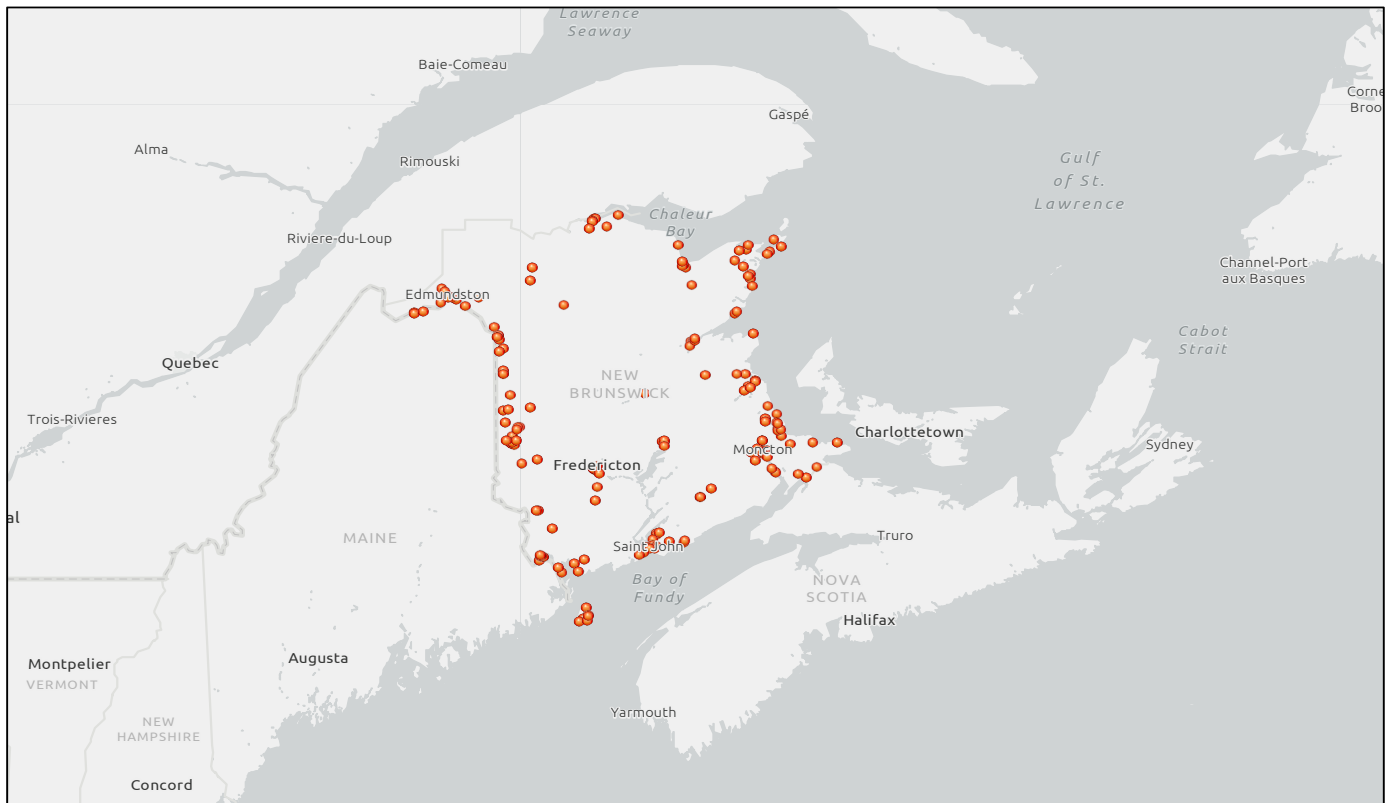 Lawrence
Seaway
Baie-Comeau
Corne
Broo
Gaspé
Alma
Rimouski
Gulf
of St.
Lawrence
Chaleur
Bay
Riviere-du-Loup
Channel-Port
aux Basques
Edmundston
Cabot
Strait
Quebec
NEW
BRUNSWICK
Trois-Rivieres
Charlottetown
Sydney
Moncton
Fredericton
al
MAINE
Truro
Saint John
Bay of
Fundy
NOVA
SCOTIA
Halifax
Augusta
Montpelier
VERMONT
Yarmouth
NEW
HAMPSHIRE
Concord